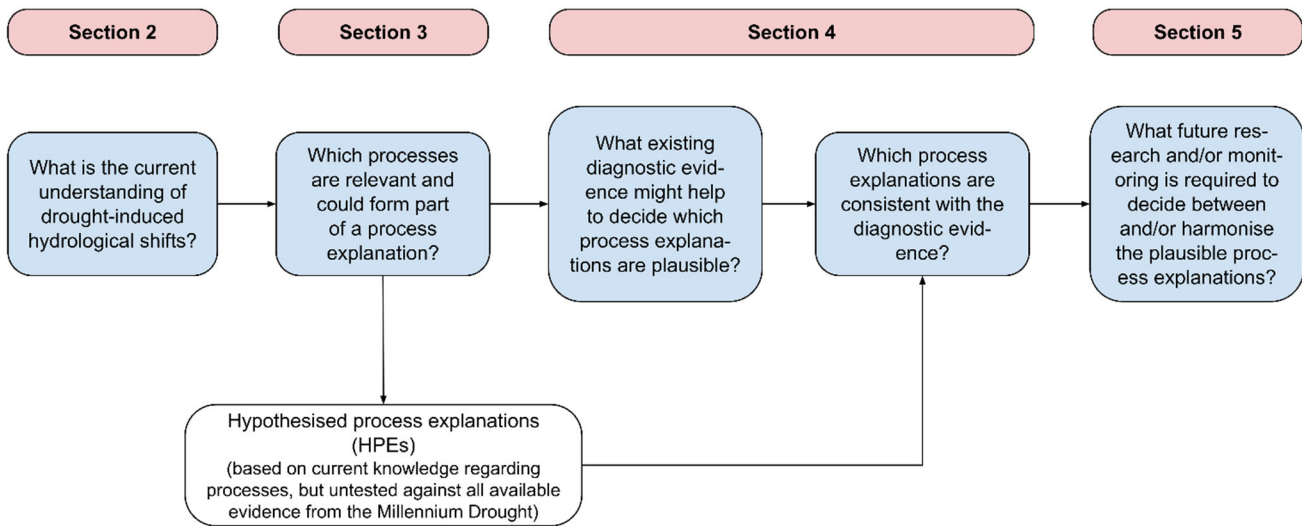 Section 2
Section 3
Section 4
Section 5
What is the current
understanding of
drought-induced
hydrological shifts?
Which processes
are relevant and
could form part
of a process
explanation?
What existing
diagnostic evid-
ence might help
to decide which
process explana-
tions are plausible?
Which process
explanations are
consistent with the
diagnostic evid-
ence?
What future res-
earch and/or monit-
oring is required to
decide between
and/or harmonise
the plausible proc-
ess explanations?
Hypothesised process explanations
(HPEs)
(based on current knowledge regarding
processes, but untested against all available
evidence from the Millennium Drought)